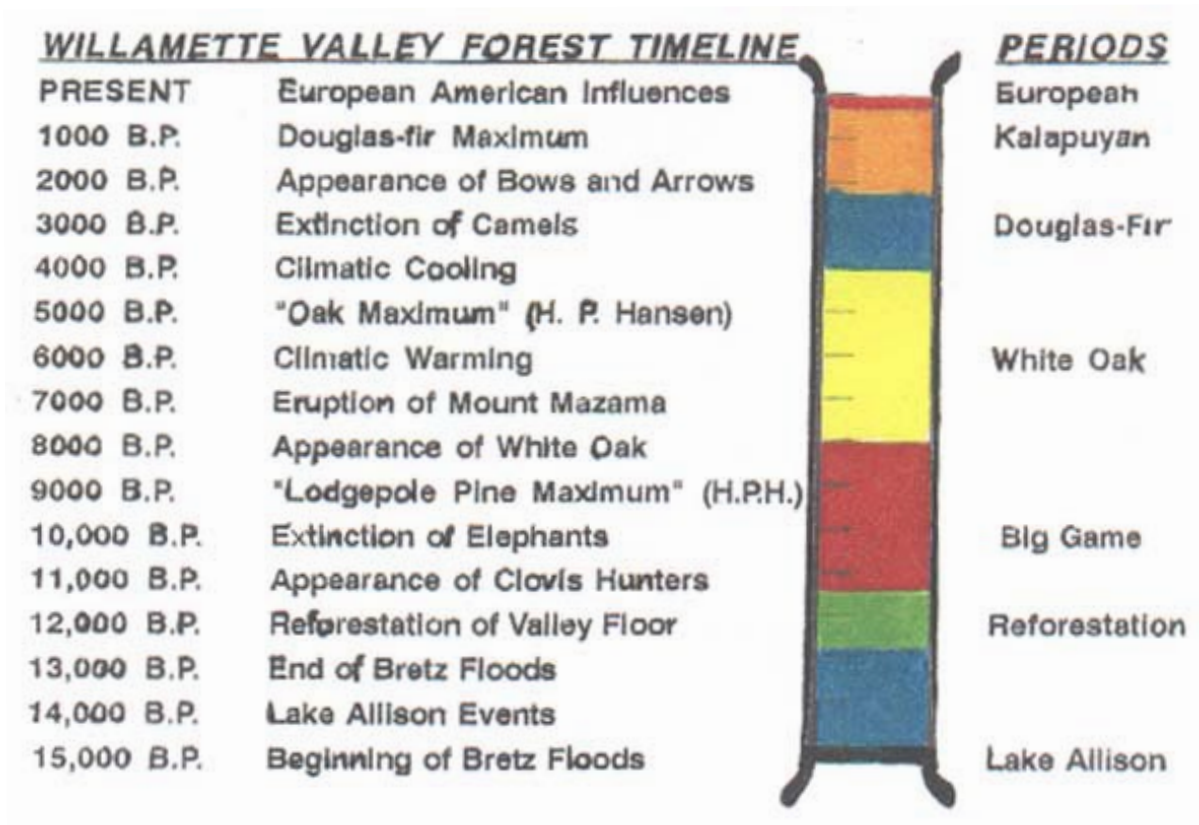 WILLAMETTE VALLEY FOREST TIMELINE PERIODS
PRESENT European American Influences European
1000 B.P. Douglas-fir Maximum Kalapuyan
2000 B.P. Appearance of Bows and Arrows
3000 B.P. Extinction of Camels Douglas-Fir
4000 B.P. Climatic Cooling
5000 B.P. "Oak Maximum" (H. P. Hansen)
6000 B.P. Climatic Warming White Oak
7000 B.P. Eruption of Mount Mazama
8000 B.P. Appearance of White Oak
9000 B.P. "Lodgepole Pine Maximum" (H.P.H.)
10,000 B.P. Extinction of Elephants Big Game
11,000 B.P. Appearance of Clovis Hunters
12,000 B.P. Reforestation of Valley Floor Reforestation
13,000 B.P. End of Bretz Floods
14,000 B.P. Lake Allison Events
15,000 B.P. Beginning of Bretz Floods Lake Allison